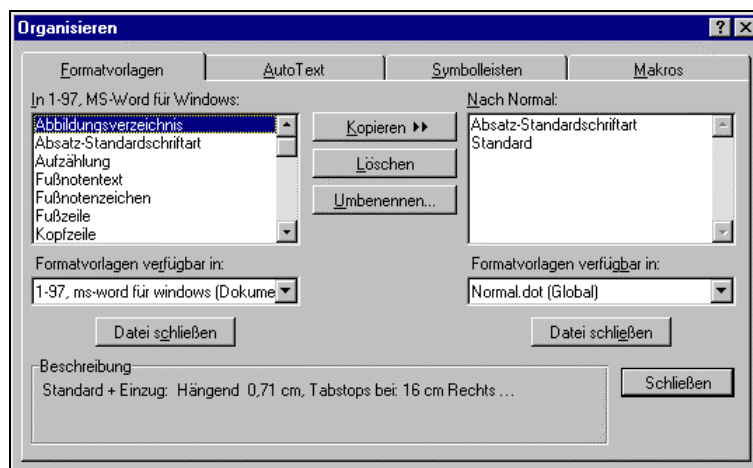 Organisieren
Formatvorlagen AutoText Symbolleisten Makros
In 1-97, MS-Word für Windows: Nach Normal:
Abbildungsverzeichnis
Absatz-Standardschriftart
Aufzählung
Fußnotentext
Fußnotenzeichen
Fußzeile
Kopfzeile
Kopieren
Löschen
Umbenennen...
Absatz-Standardschriftart
Standard
Formatvorlagen verfügbar in: Formatvorlagen verfügbar in:
1-97, ms-word für windows (Dokume Normal.dot (Global)
Datei schließen Datei schließen
Beschreibung
Standard + Einzug: Hängend 0,71 cm, Tabstops bei: 16 cm Rechts ...
Schließen